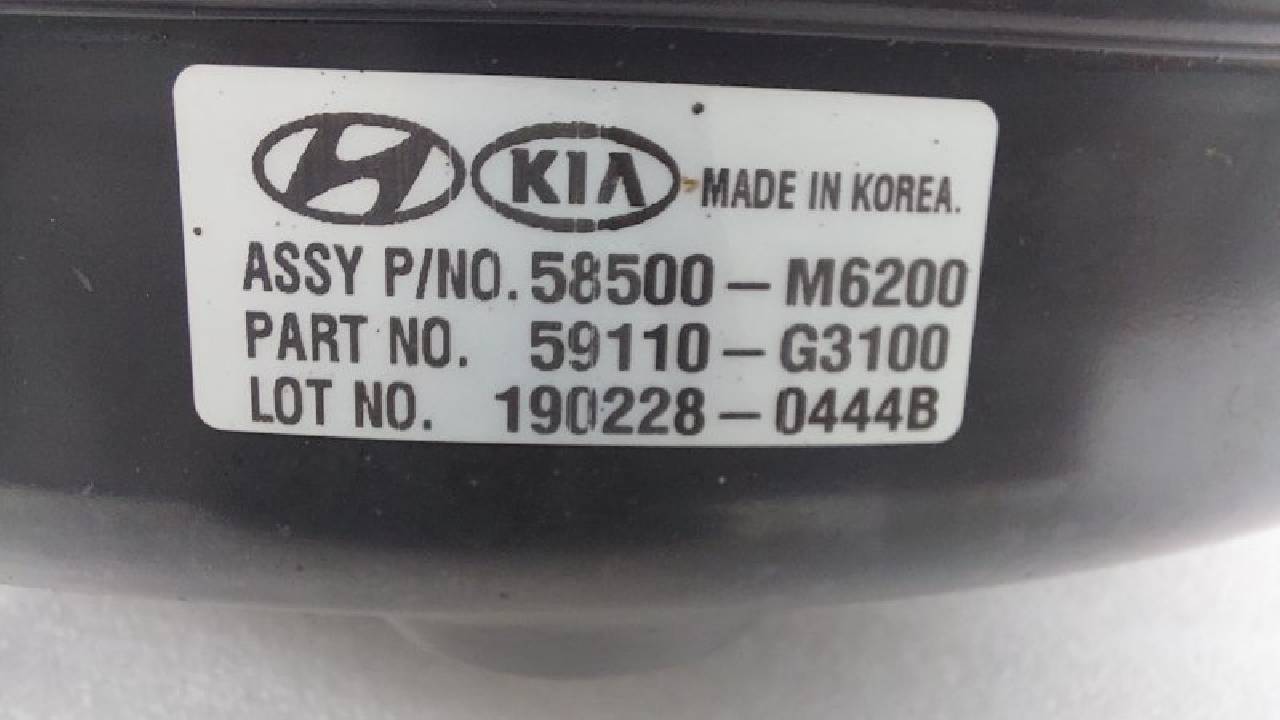 KIA MADE IN KOREA.
ASSY P/NO. 58500-M6200
PART NO. 59110-G3100
LOT NO. 190228-0444B